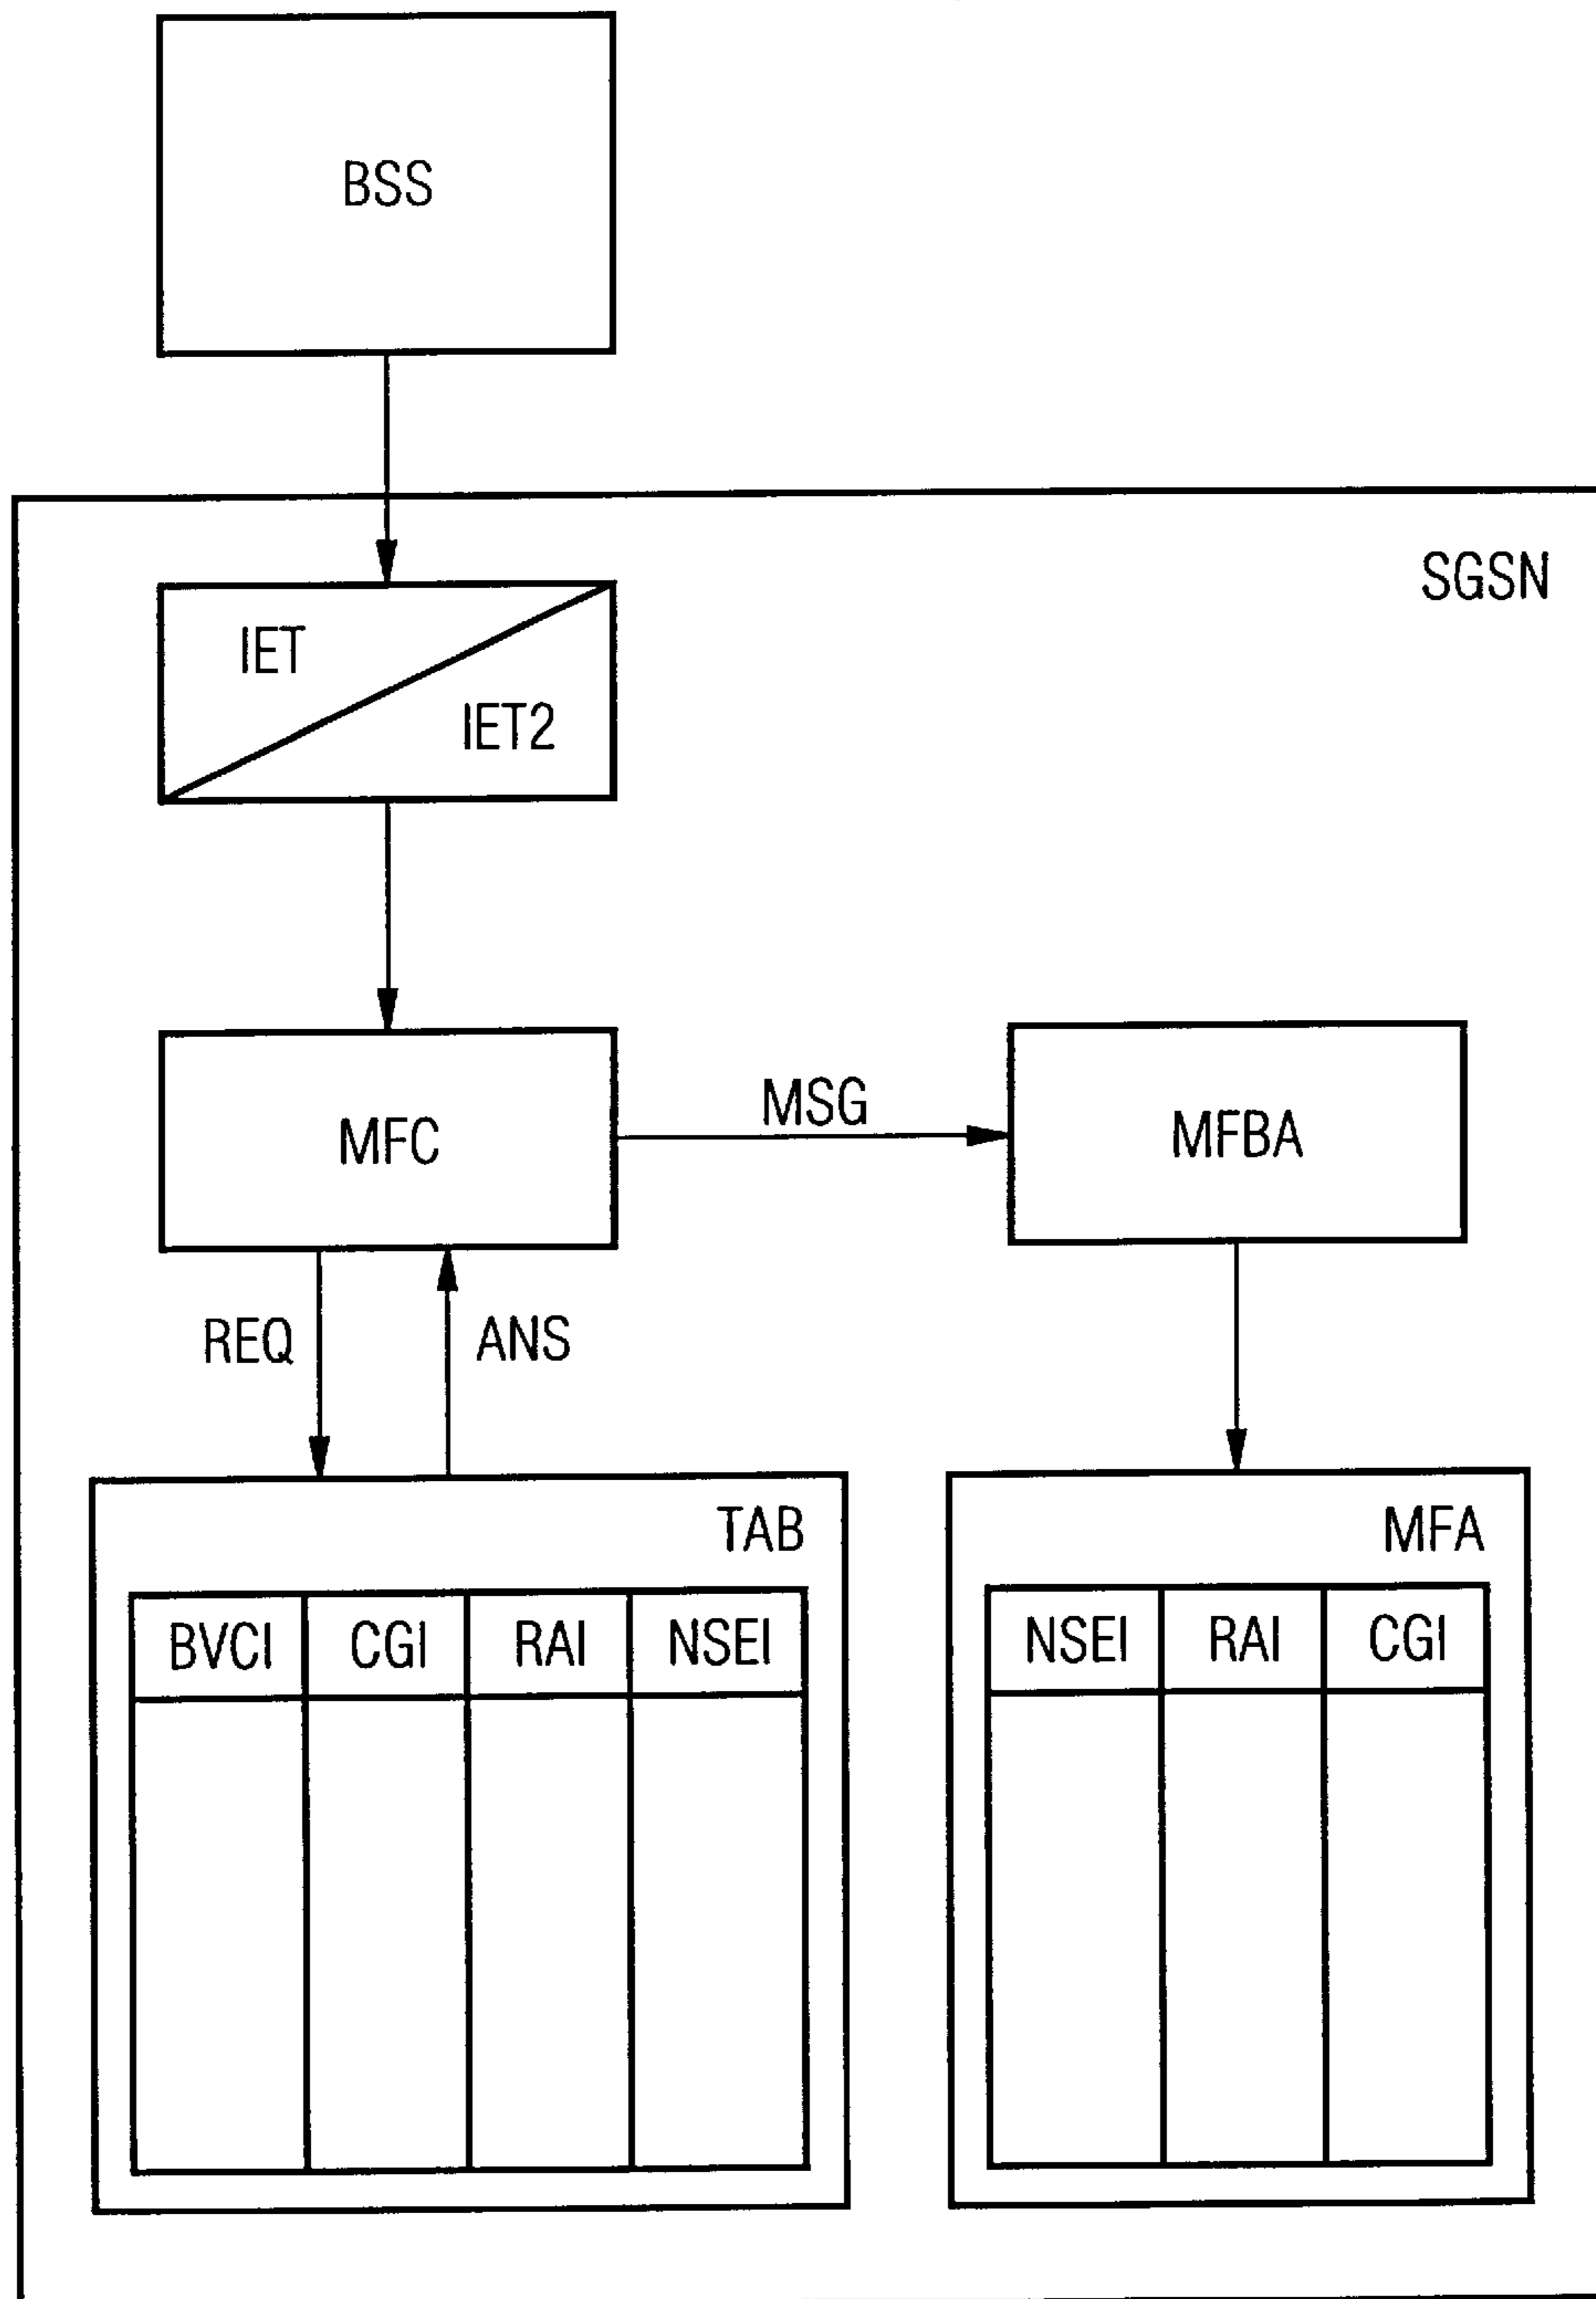 BSS
SGSN
IET
IET2
MFC
MSG
MFBA
REQ
ANS
TAB
MFA
BVCI CGI RAI NSEI
NSEI RAI CGI